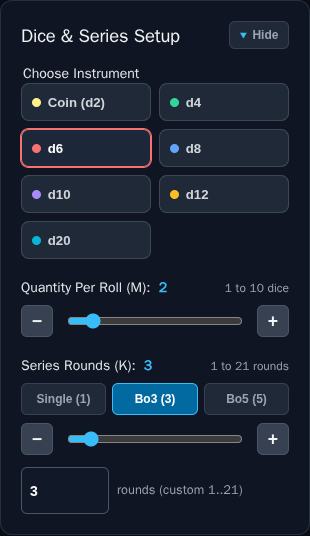 Dice & Series Setup
▼ Hide
Choose Instrument
Coin (d2)
d4
d6
d8
d10
d12
d20
Quantity Per Roll (M): 2 1 to 10 dice
− +
Series Rounds (K): 3 1 to 21 rounds
Single (1) Bo3 (3) Bo5 (5)
− +
3 rounds (custom 1..21)